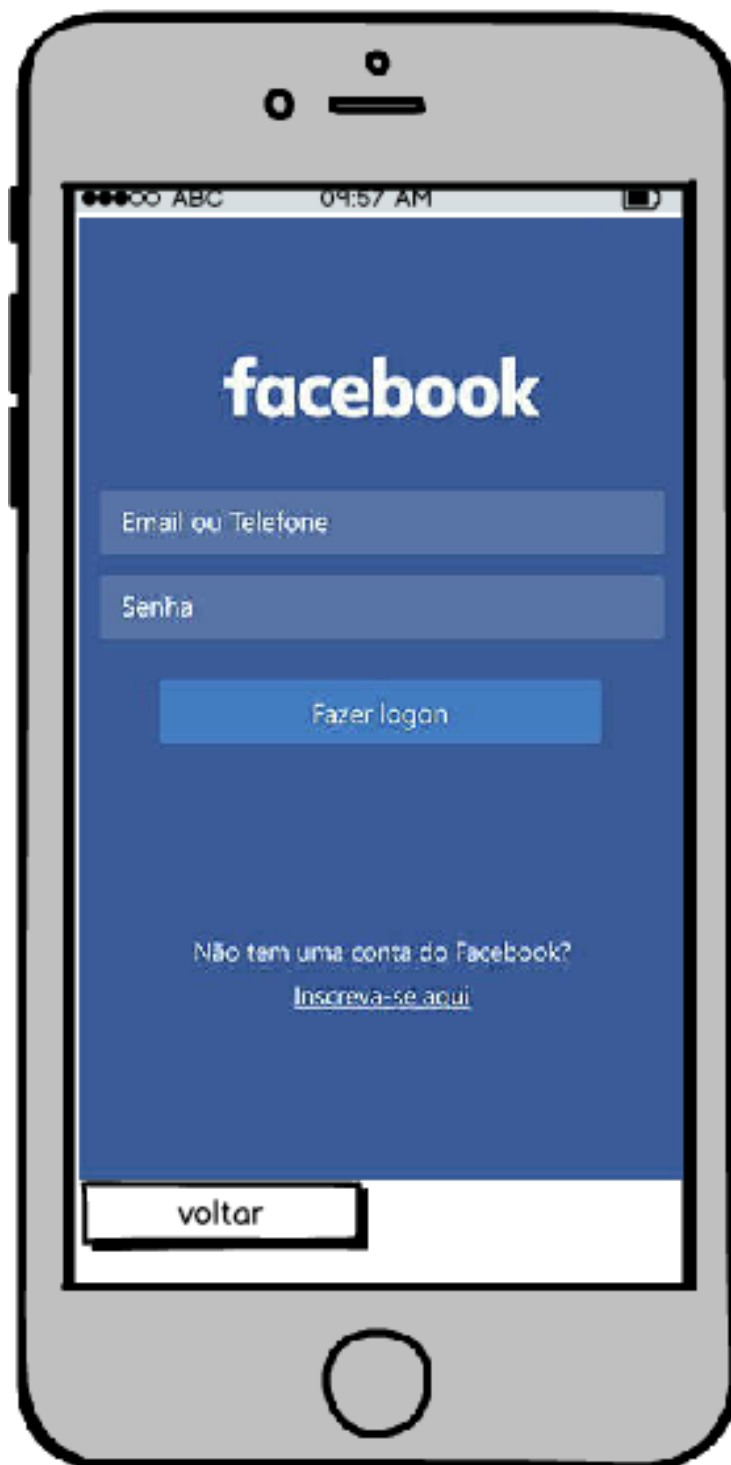 ABC 09:57 AM
facebook
Email ou Telefone
Senha
Fazer logon
Não tem uma conta do Facebook?
Inscreva-se aqui
voltar